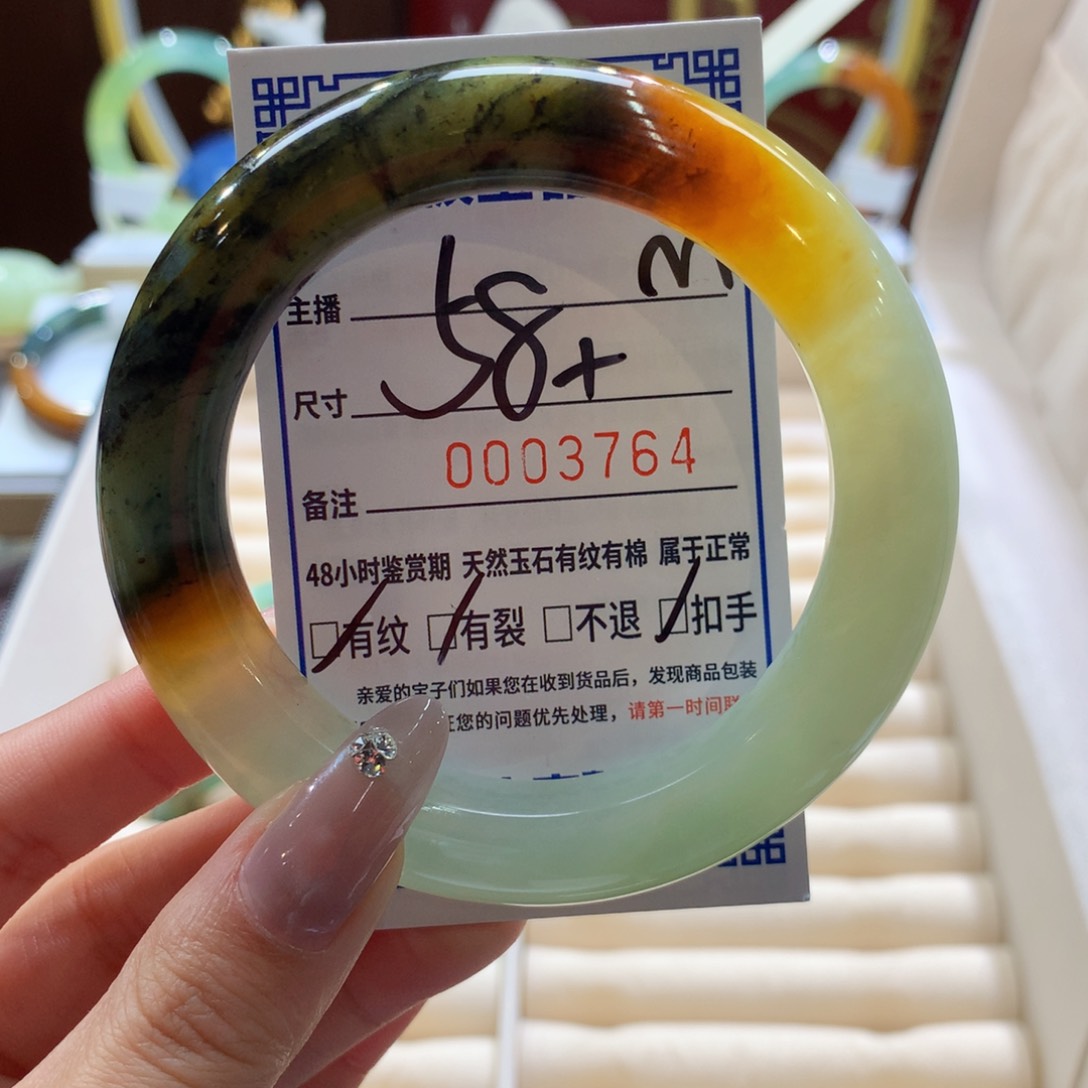 主播 M
尺寸 58+
0003764
备注
48小时鉴赏期 天然玉石有纹有棉 属于正常
□有纹 □有裂 □不退 □扣手
亲爱的宝子们如果您在收到货品后，发现商品包装
您的问题优先处理，请第一时间联